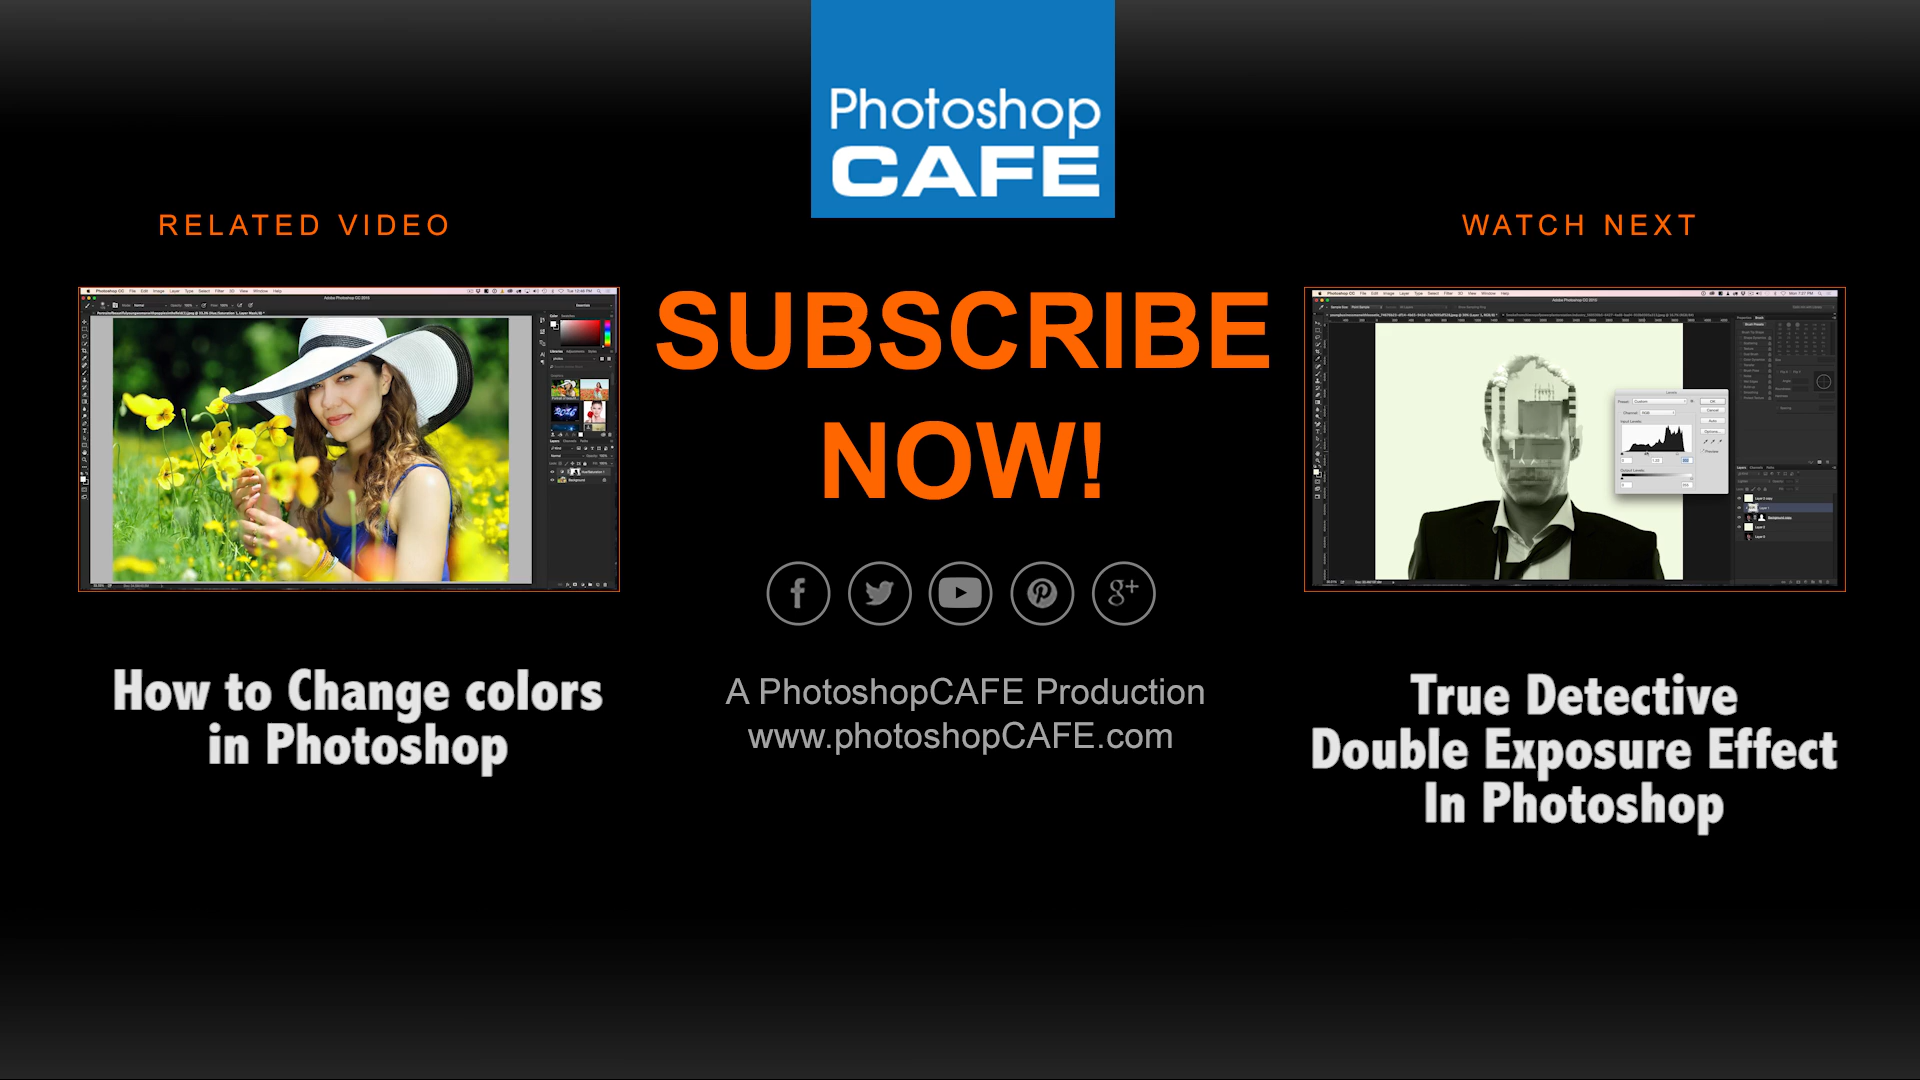 Photoshop
CAFE
RELATED VIDEO
WATCH NEXT
SUBSCRIBE
NOW!
How to Change colors
in Photoshop
A PhotoshopCAFE Production
www.photoshopCAFE.com
True Detective
Double Exposure Effect
In Photoshop